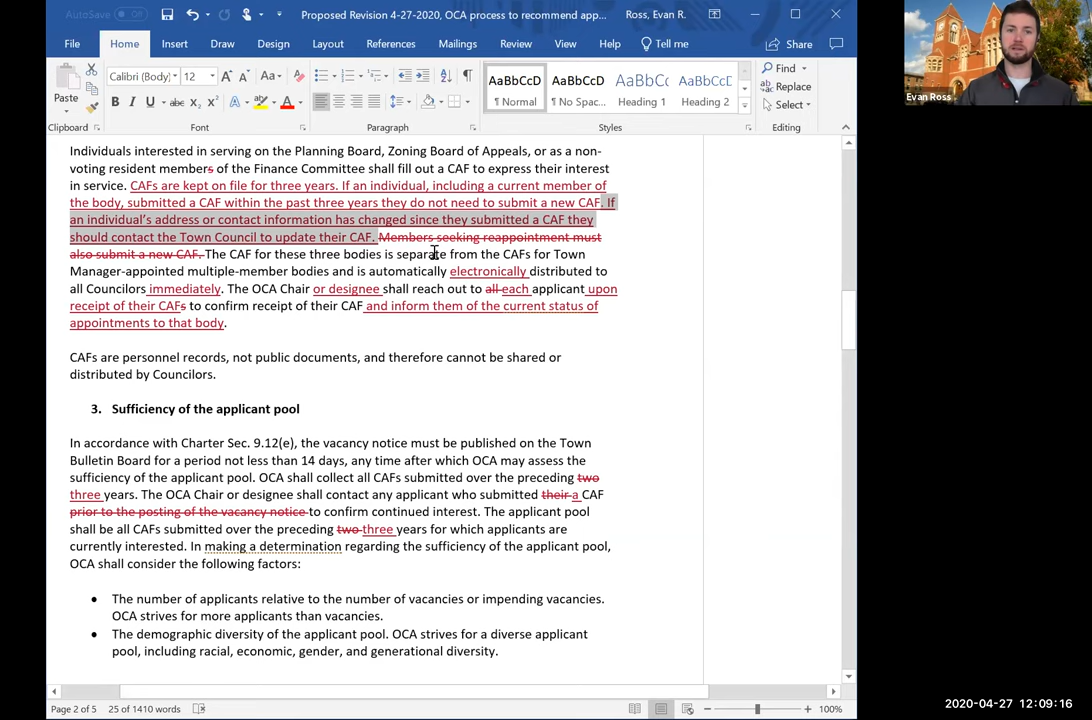 AutoSave
Off
Proposed Revision 4-27-2020, OCA process to recommend app...
Ross, Evan R.
File Home Insert Draw Design Layout References Mailings Review View Help Tell me Share
Paste
Calibri (Body) 12
Aa
B I U abc x₂ x² A A
Clipboard Font Paragraph Styles Editing
AaBbCcD AaBbCcD AaBbCc AaBbCcD
¶ Normal ¶ No Spac... Heading 1 Heading 2
Find
Replace
Select
Evan Ross
Individuals interested in serving on the Planning Board, Zoning Board of Appeals, or as a non-
voting resident members of the Finance Committee shall fill out a CAF to express their interest
in service. CAFs are kept on file for three years. If an individual, including a current member of
the body, submitted a CAF within the past three years they do not need to submit a new CAF. If
an individual's address or contact information has changed since they submitted a CAF they
should contact the Town Council to update their CAF. Members seeking reappointment must
also submit a new CAF. The CAF for these three bodies is separate from the CAFs for Town
Manager-appointed multiple-member bodies and is automatically electronically distributed to
all Councilors immediately. The OCA Chair or designee shall reach out to all each applicant upon
receipt of their CAFs to confirm receipt of their CAF and inform them of the current status of
appointments to that body.
CAFs are personnel records, not public documents, and therefore cannot be shared or
distributed by Councilors.
3. Sufficiency of the applicant pool
In accordance with Charter Sec. 9.12(e), the vacancy notice must be published on the Town
Bulletin Board for a period not less than 14 days, any time after which OCA may assess the
sufficiency of the applicant pool. OCA shall collect all CAFs submitted over the preceding two
three years. The OCA Chair or designee shall contact any applicant who submitted their a CAF
prior to the posting of the vacancy notice to confirm continued interest. The applicant pool
shall be all CAFs submitted over the preceding two three years for which applicants are
currently interested. In making a determination regarding the sufficiency of the applicant pool,
OCA shall consider the following factors:
• The number of applicants relative to the number of vacancies or impending vacancies.
OCA strives for more applicants than vacancies.
• The demographic diversity of the applicant pool. OCA strives for a diverse applicant
pool, including racial, economic, gender, and generational diversity.
Page 2 of 5 25 of 1410 words 100%
2020-04-27 12:09:16